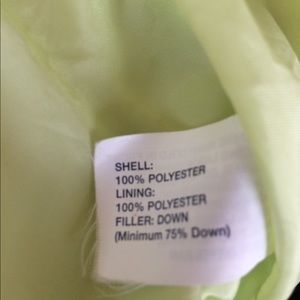 SHELL:
100% POLYESTER
LINING:
100% POLYESTER
FILLER: DOWN
(Minimum 75% Down)